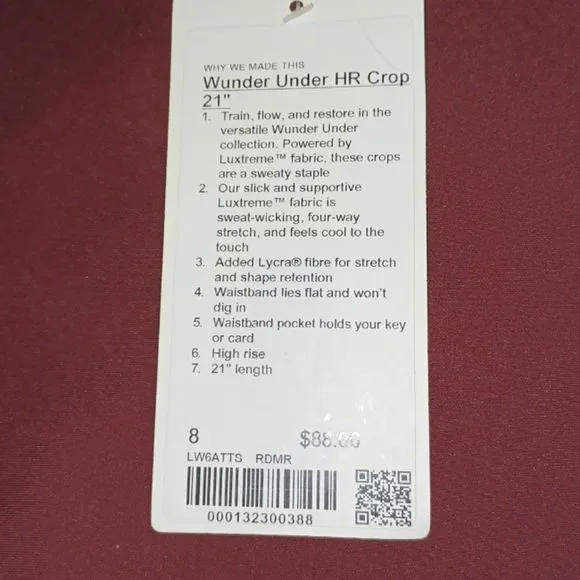 WHY WE MADE THIS
Wunder Under HR Crop
21"
1. Train, flow, and restore in the
versatile Wunder Under
collection. Powered by
Luxtreme™ fabric, these crops
are a sweaty staple
2. Our slick and supportive
Luxtreme™ fabric is
sweat-wicking, four-way
stretch, and feels cool to the
touch
3. Added Lycra® fibre for stretch
and shape retention
4. Waistband lies flat and won't
dig in
5. Waistband pocket holds your key
or card
6. High rise
7. 21" length
8 $88.00
LW6ATTS RDMR
000132300388